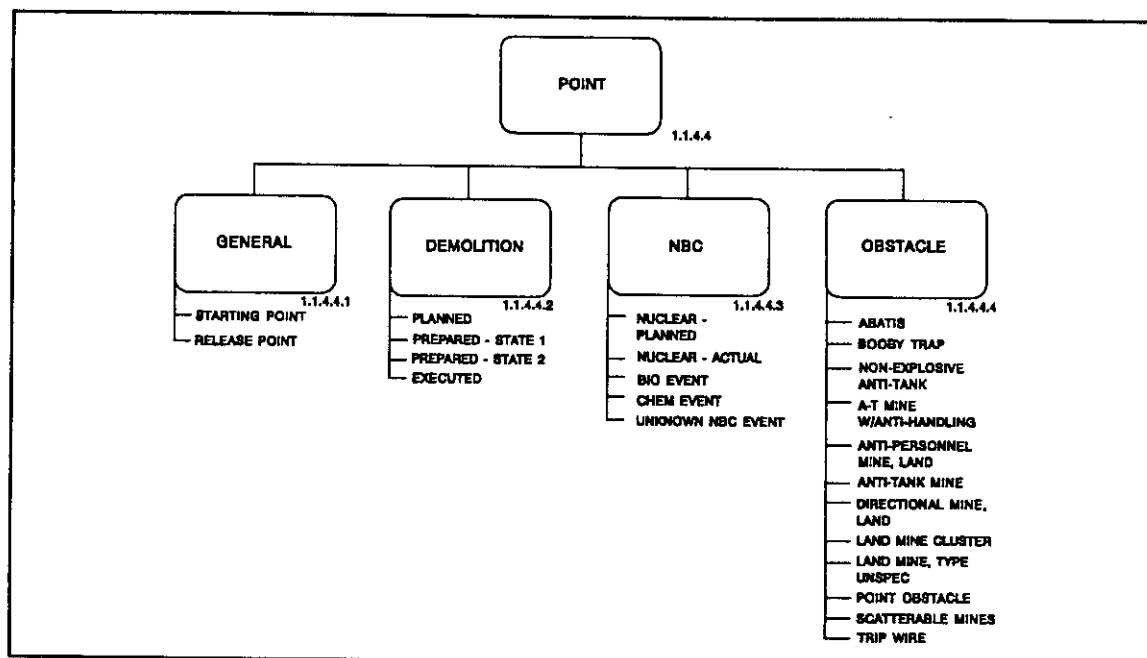 POINT
1.1.4.4
GENERAL
1.1.4.4.1
STARTING POINT
RELEASE POINT
DEMOLITION
1.1.4.4.2
PLANNED
PREPARED - STATE 1
PREPARED - STATE 2
EXECUTED
NBC
1.1.4.4.3
NUCLEAR -
PLANNED
NUCLEAR - ACTUAL
BIO EVENT
CHEM EVENT
UNKNOWN NBC EVENT
OBSTACLE
1.1.4.4.4
ABATIS
BOOBY TRAP
NON-EXPLOSIVE
ANTI-TANK
A-T MINE
W/ANTI-HANDLING
ANTI-PERSONNEL
MINE, LAND
ANTI-TANK MINE
DIRECTIONAL MINE,
LAND
LAND MINE CLUSTER
LAND MINE, TYPE
UNSPEC
POINT OBSTACLE
SCATTERABLE MINES
TRIP WIRE